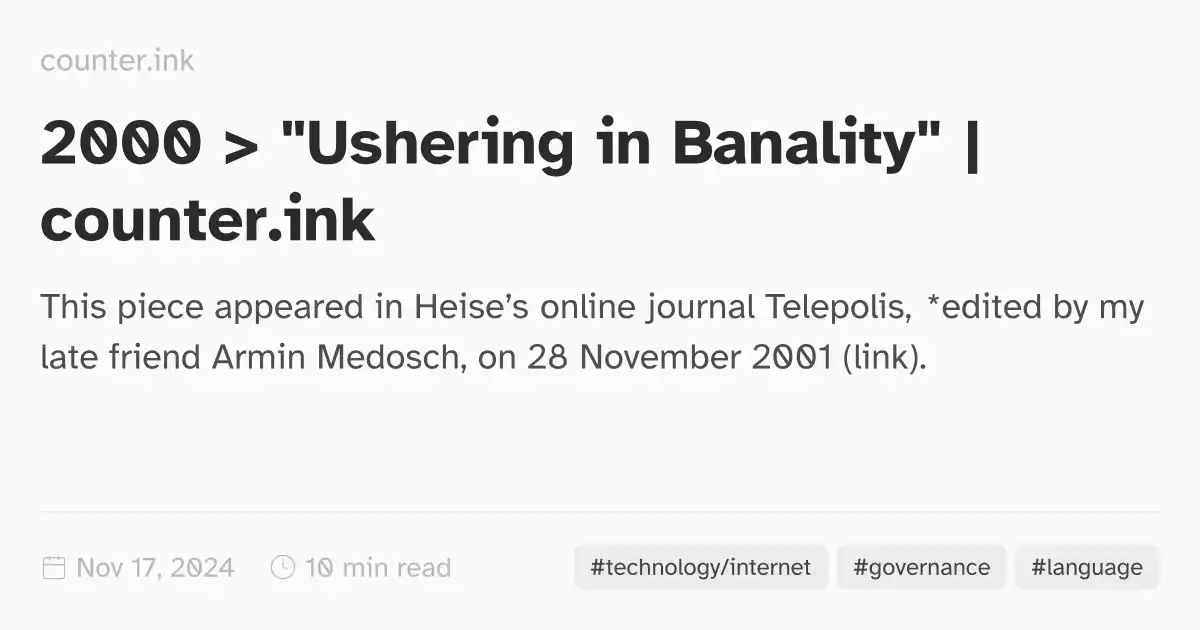 counter.ink
2000 > "Ushering in Banality" |
counter.ink
This piece appeared in Heise’s online journal Telepolis, *edited by my
late friend Armin Medosch, on 28 November 2001 (link).
Nov 17, 2024 10 min read #technology/internet #governance #language